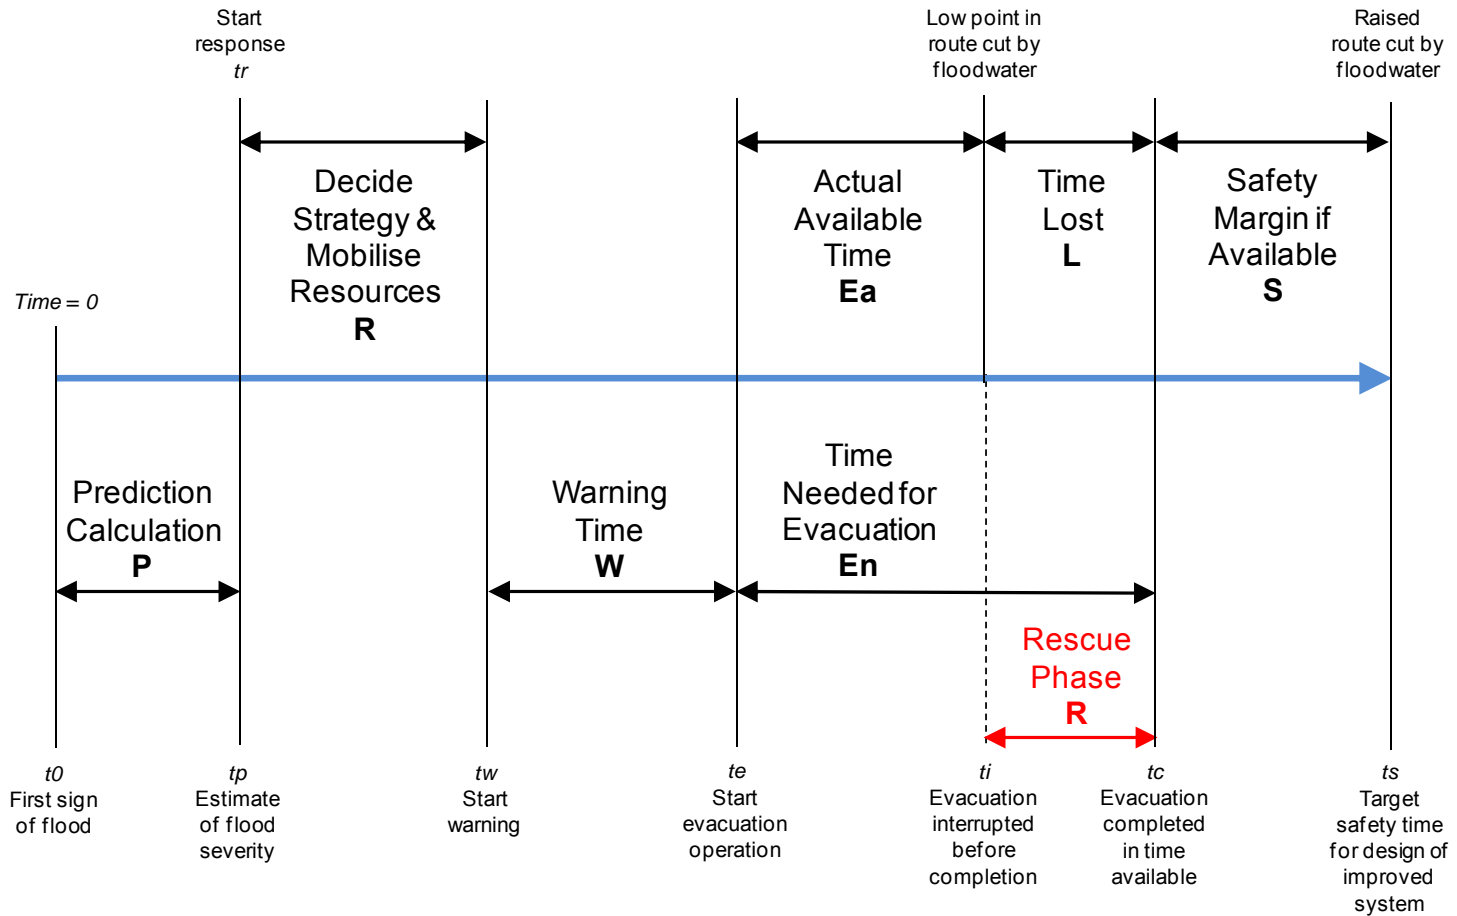 Start
response
tr
Low point in
route cut by
floodwater
Raised
route cut by
floodwater
Decide
Strategy &
Mobilise
Resources
R
Actual
Available
Time
Ea
Time
Lost
L
Safety
Margin if
Available
S
Time = 0
Prediction
Calculation
P
Warning
Time
W
Time
Needed for
Evacuation
En
Rescue
Phase
R
t0
First sign
of flood
tp
Estimate
of flood
severity
tw
Start
warning
te
Start
evacuation
operation
ti
Evacuation
interrupted
before
completion
tc
Evacuation
completed
in time
available
ts
Target
safety time
for design of
improved
system